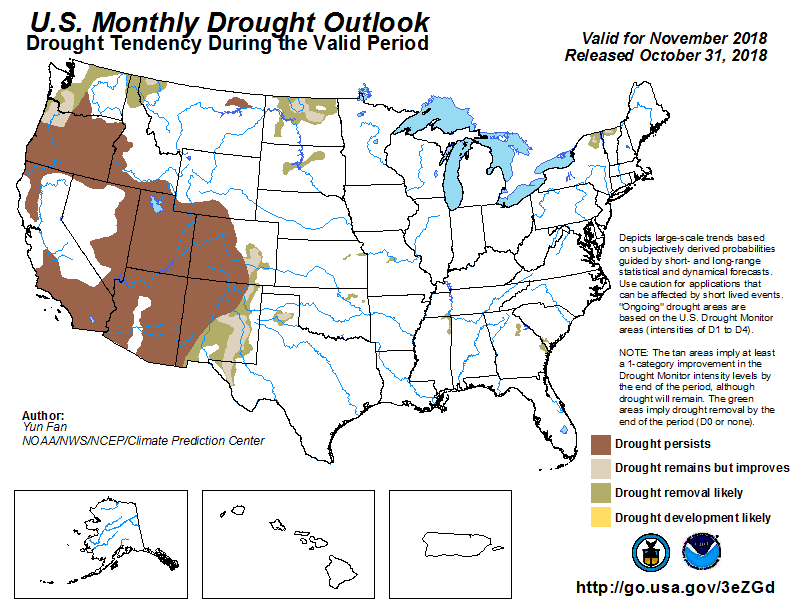 U.S. Monthly Drought Outlook
Drought Tendency During the Valid Period
Valid for November 2018
Released October 31, 2018
Depicts large-scale trends based
on subjectively derived probabilities
guided by short- and long-range
statistical and dynamical forecasts.
Use caution for applications that
can be affected by short lived events.
"Ongoing" drought areas are
based on the U.S. Drought Monitor
areas (intensities of D1 to D4).
NOTE: The tan areas imply at least
a 1-category improvement in the
Drought Monitor intensity levels by
the end of the period, although
drought will remain. The green
areas imply drought removal by the
end of the period (D0 or none).
Author:
Yun Fan
NOAA/NWS/NCEP/Climate Prediction Center
Drought persists
Drought remains but improves
Drought removal likely
Drought development likely
http://go.usa.gov/3eZGd